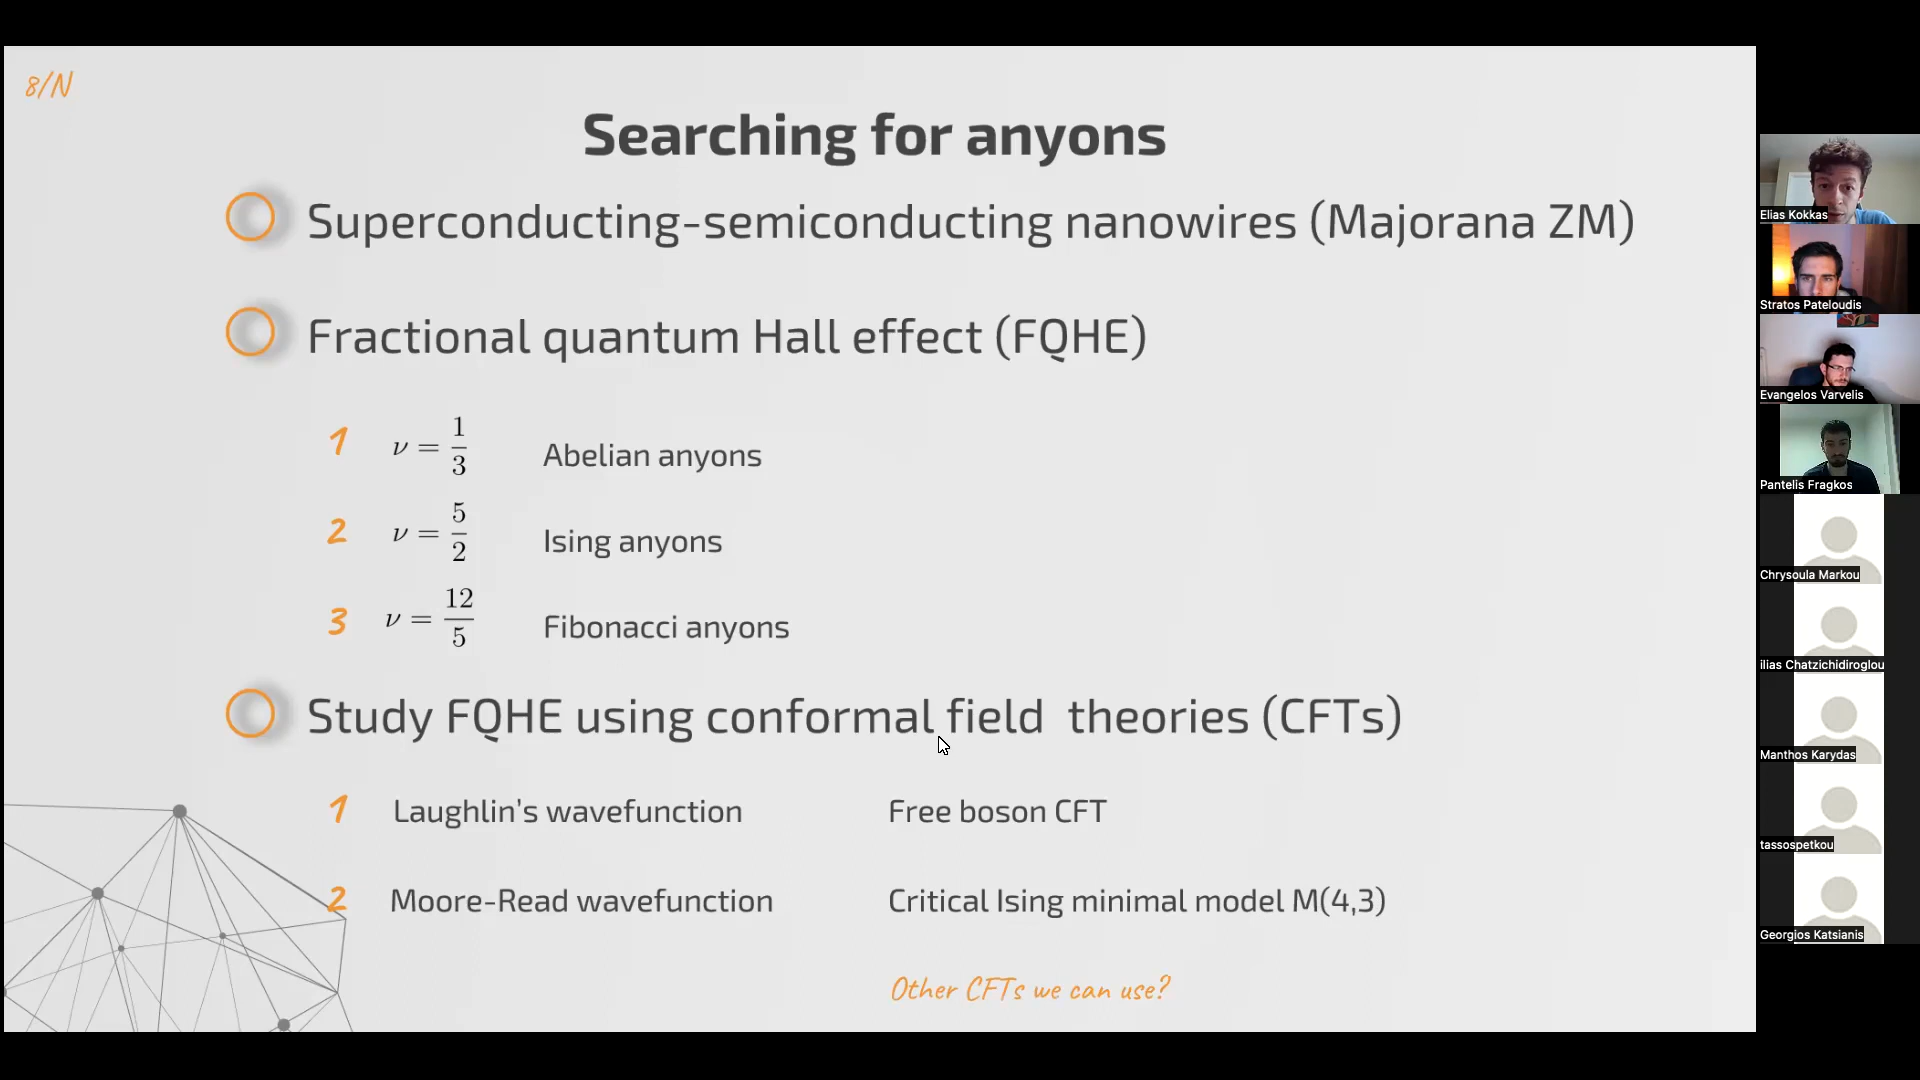 8/N
Searching for anyons
Superconducting-semiconducting nanowires (Majorana ZM)
Fractional quantum Hall effect (FQHE)
1 ν = 1/3 Abelian anyons
2 ν = 5/2 Ising anyons
3 ν = 12/5 Fibonacci anyons
Study FQHE using conformal field theories (CFTs)
1 Laughlin's wavefunction Free boson CFT
2 Moore-Read wavefunction Critical Ising minimal model M(4,3)
Other CFTs we can use?
Elias Kokkas
Stratos Pateloudis
Evangelos Varvelis
Pantelis Fragkos
Chrysoula Markou
ilias Chatzichidiroglou
Manthos Karydas
tassospetkou
Georgios Katsianis